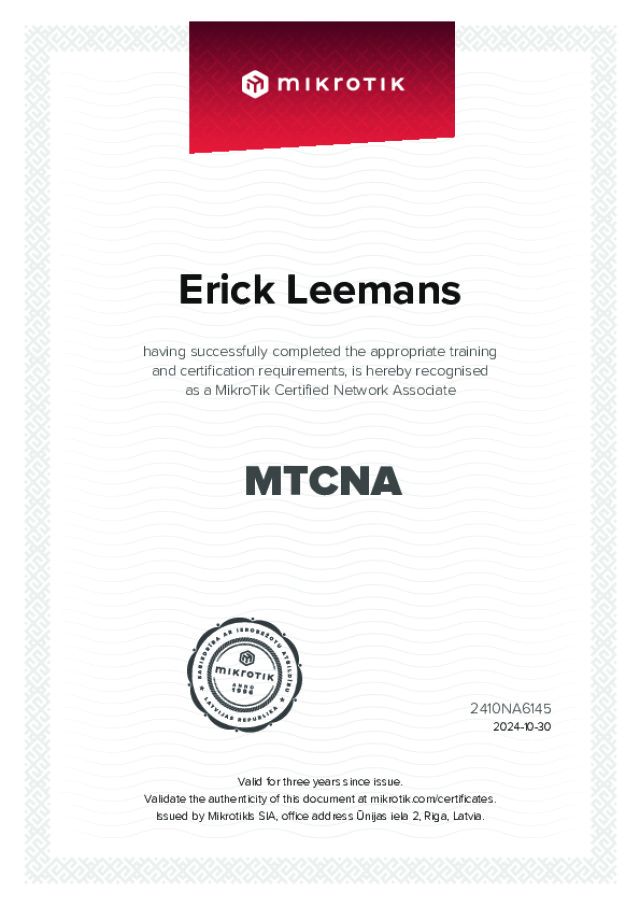 mikrotik
Erick Leemans
having successfully completed the appropriate training
and certification requirements, is hereby recognised
as a MikroTik Certified Network Associate
MTCNA
SABIEDRĪBA AR IEROBEŽOTU ATBILDĪBU
mikrotik
ANNO
1996
LATVIJAS REPUBLIKA
2410NA6145
2024-10-30
Valid for three years since issue.
Validate the authenticity of this document at mikrotik.com/certificates.
Issued by Mikrotikls SIA, office address Ūnijas iela 2, Riga, Latvia.